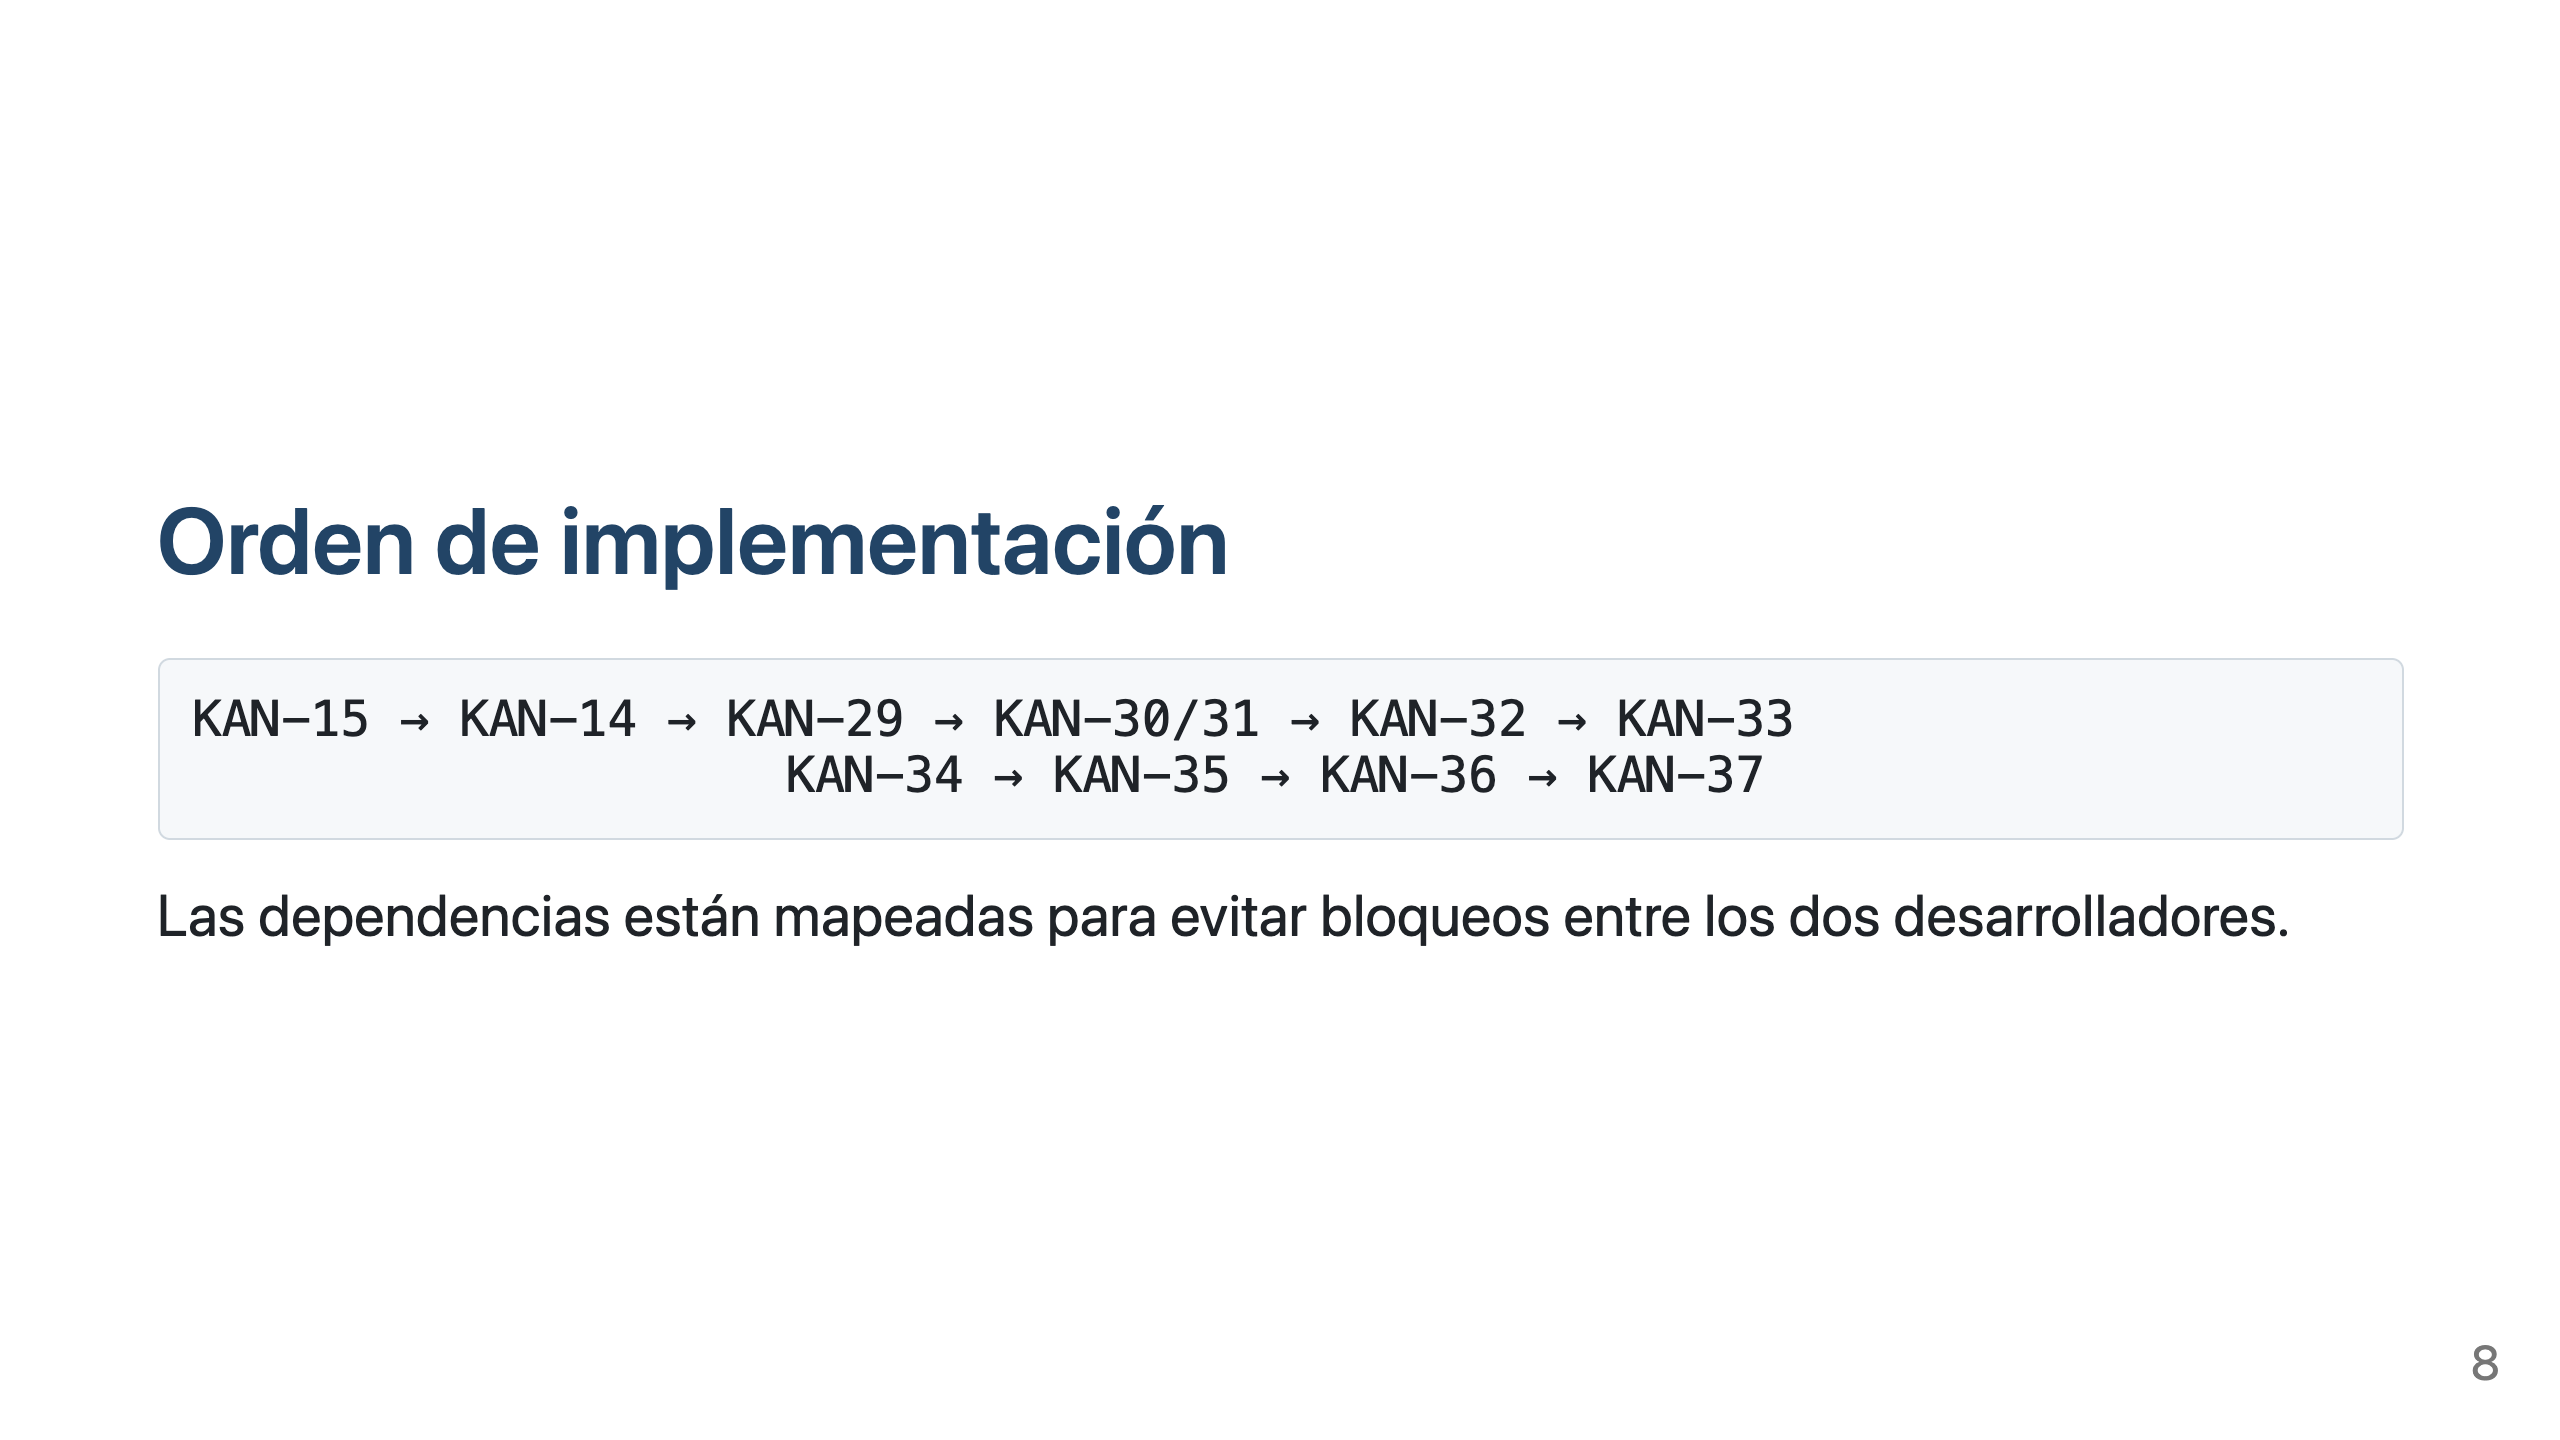 Orden de implementación
KAN-15 → KAN-14 → KAN-29 → KAN-30/31 → KAN-32 → KAN-33
KAN-34 → KAN-35 → KAN-36 → KAN-37
Las dependencias están mapeadas para evitar bloqueos entre los dos desarrolladores.
8